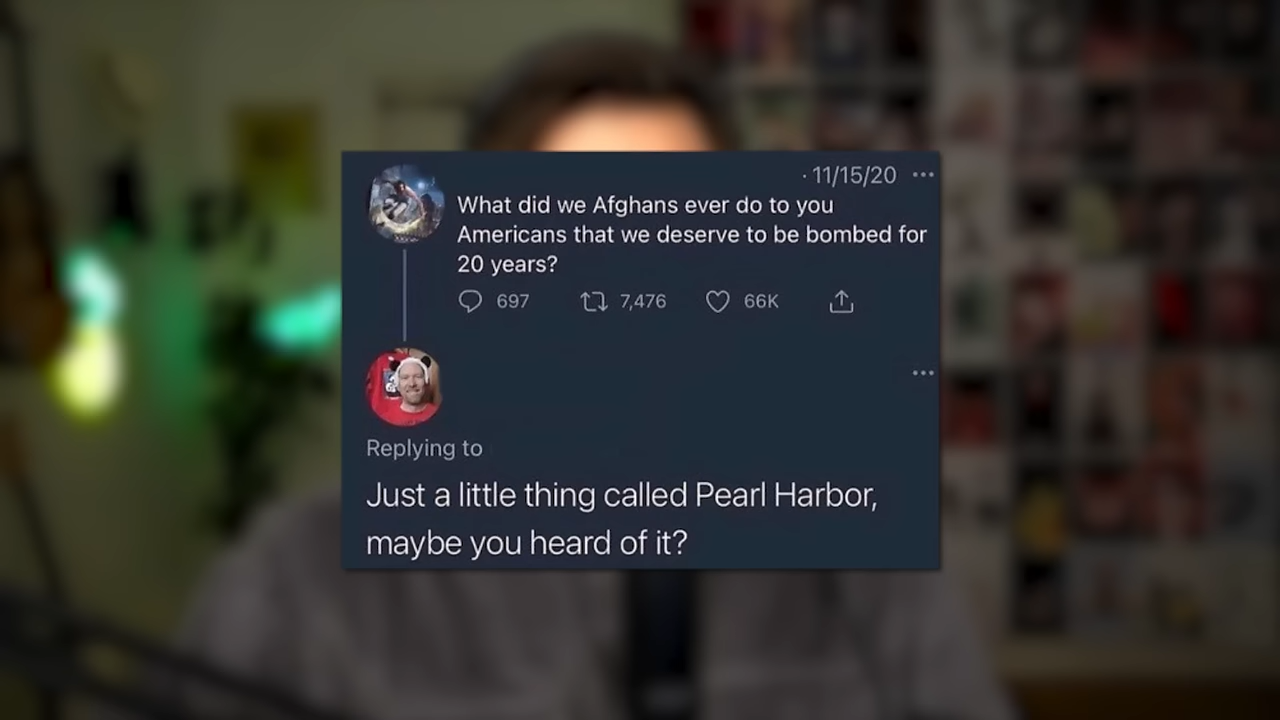 · 11/15/20 ···
What did we Afghans ever do to you
Americans that we deserve to be bombed for
20 years?
697 7,476 66K
Replying to
Just a little thing called Pearl Harbor,
maybe you heard of it?